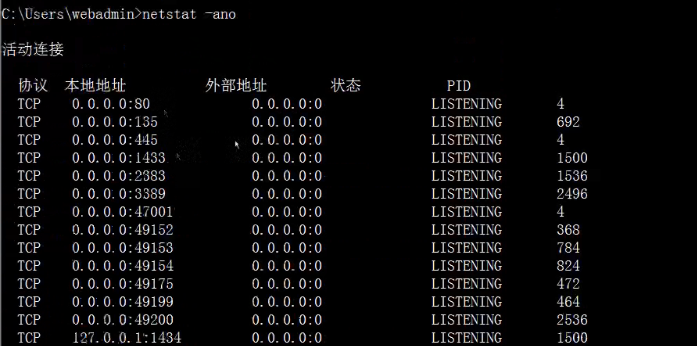 C:\Users\webadmin>netstat -ano
活动连接
协议 本地地址 外部地址 状态 PID
TCP 0.0.0.0:80 0.0.0.0:0 LISTENING 4
TCP 0.0.0.0:135 0.0.0.0:0 LISTENING 692
TCP 0.0.0.0:445 0.0.0.0:0 LISTENING 4
TCP 0.0.0.0:1433 0.0.0.0:0 LISTENING 1500
TCP 0.0.0.0:2383 0.0.0.0:0 LISTENING 1536
TCP 0.0.0.0:3389 0.0.0.0:0 LISTENING 2496
TCP 0.0.0.0:47001 0.0.0.0:0 LISTENING 4
TCP 0.0.0.0:49152 0.0.0.0:0 LISTENING 368
TCP 0.0.0.0:49153 0.0.0.0:0 LISTENING 784
TCP 0.0.0.0:49154 0.0.0.0:0 LISTENING 824
TCP 0.0.0.0:49175 0.0.0.0:0 LISTENING 472
TCP 0.0.0.0:49199 0.0.0.0:0 LISTENING 464
TCP 0.0.0.0:49200 0.0.0.0:0 LISTENING 2536
TCP 127.0.0.1:1434 0.0.0.0:0 LISTENING 1500